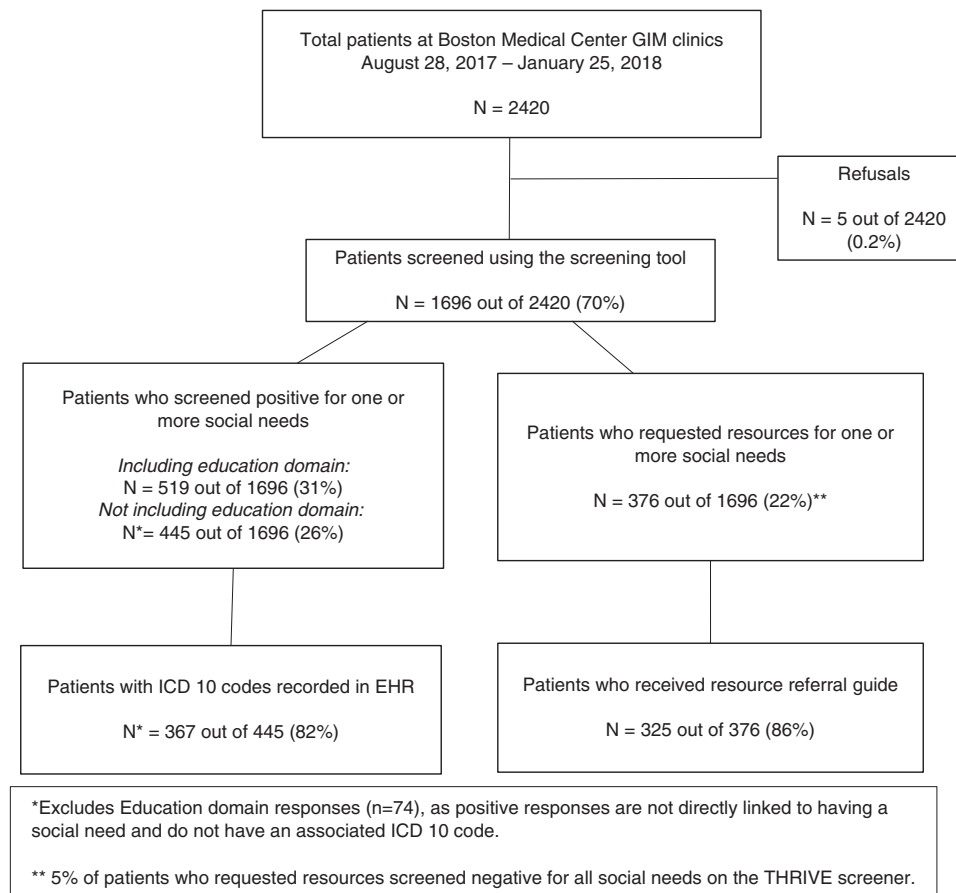 Total patients at Boston Medical Center GIM clinics
August 28, 2017 – January 25, 2018
N = 2420
Refusals
N = 5 out of 2420
(0.2%)
Patients screened using the screening tool
N = 1696 out of 2420 (70%)
Patients who screened positive for one or
more social needs
Including education domain:
N = 519 out of 1696 (31%)
Not including education domain:
N*= 445 out of 1696 (26%)
Patients who requested resources for one or
more social needs
N = 376 out of 1696 (22%)**
Patients with ICD 10 codes recorded in EHR
N* = 367 out of 445 (82%)
Patients who received resource referral guide
N = 325 out of 376 (86%)
*Excludes Education domain responses (n=74), as positive responses are not directly linked to having a
social need and do not have an associated ICD 10 code.
** 5% of patients who requested resources screened negative for all social needs on the THRIVE screener.